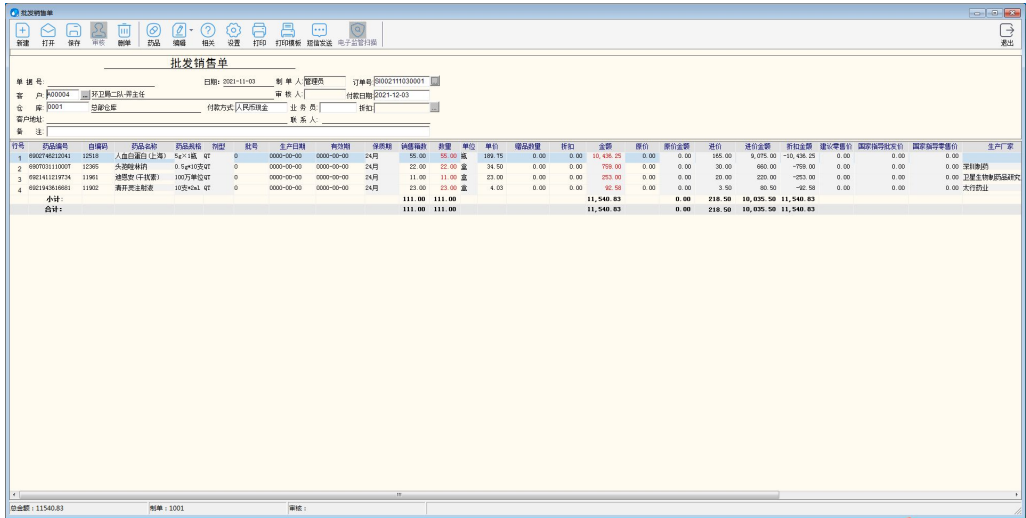 批发销售单
新建 打开 保存 审核 删单 药品 编辑 相关 设置 打印 打印模板 短信发送 电子监管扫描 退出
批发销售单
单据号: 日期: 2021-11-03 制单人: 管理员 订单号: SI002111030001
客户: A00004 ... 环卫局二队-弄主任 审核人: 付款日期: 2021-12-03
仓库: 0001 总部仓库 付款方式: 人民币现金 业务员: 折扣: ...
客户地址: 联系人:
备注:
行号 药品编号 自编码 药品名称 药品规格 剂型 批号 生产日期 有效期 保质期 销售箱数 数量 单位 单价 赠品数量 折扣 金额 原价 原价金额 进价 进价金额 折扣金额 建议零售价 国家指导批发价 国家指导零售价 生产厂家
1 6902746212041 12518 人血白蛋白(上海) 5g×1瓶 QT 0 0000-00-00 0000-00-00 24月 55.00 55.00 瓶 189.75 0.00 0.00 10,436.25 0.00 0.00 165.00 9,075.00 -10,436.25 0.00 0.00 0.00
2 6907031110007 12365 头孢唑林钠 0.5g*10支 QT 0 0000-00-00 0000-00-00 24月 22.00 22.00 盒 34.50 0.00 0.00 759.00 0.00 0.00 30.00 660.00 -759.00 0.00 0.00 0.00 深圳制药
3 6921411219734 11961 迪恩安(干扰素) 100万单位 QT 0 0000-00-00 0000-00-00 24月 11.00 11.00 盒 23.00 0.00 0.00 253.00 0.00 0.00 20.00 220.00 -253.00 0.00 0.00 0.00 卫星生物制药品研究
4 6921943616681 11902 清开灵注射液 10支*2ml QT 0 0000-00-00 0000-00-00 24月 23.00 23.00 盒 4.03 0.00 0.00 92.58 0.00 0.00 3.50 80.50 -92.58 0.00 0.00 0.00 太行药业
小计: 111.00 111.00 11,540.83 0.00 218.50 10,035.50 11,540.83
合计: 111.00 111.00 11,540.83 0.00 218.50 10,035.50 11,540.83
总金额: 11540.83 制单: 1001 审核: